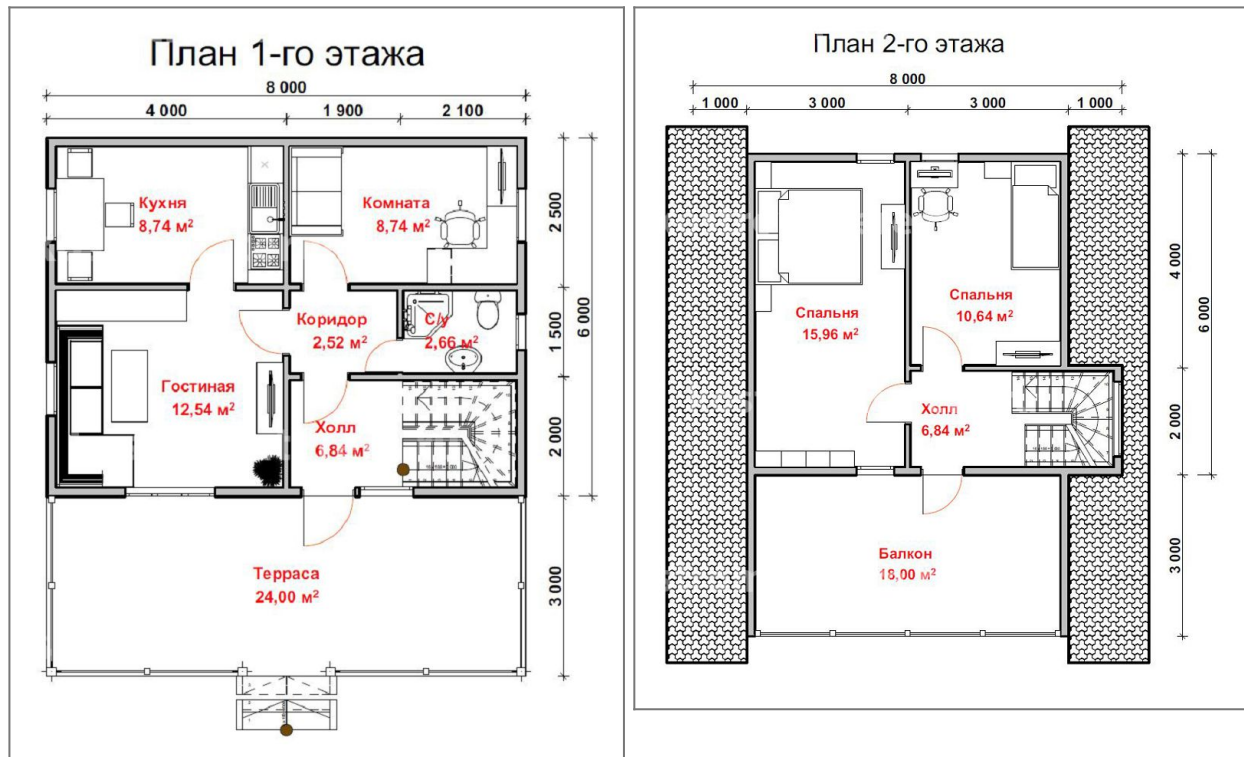 План 1-го этажа
8 000
4 000
1 900
2 100
Кухня
8,74 м²
Комната
8,74 м²
2 500
Коридор
2,52 м²
С/у
2,66 м²
1 500
6 000
Гостиная
12,54 м²
Холл
6,84 м²
2 000
Терраса
24,00 м²
3 000
План 2-го этажа
8 000
1 000
3 000
3 000
1 000
Спальня
15,96 м²
Спальня
10,64 м²
4 000
6 000
Холл
6,84 м²
2 000
Балкон
18,00 м²
3 000